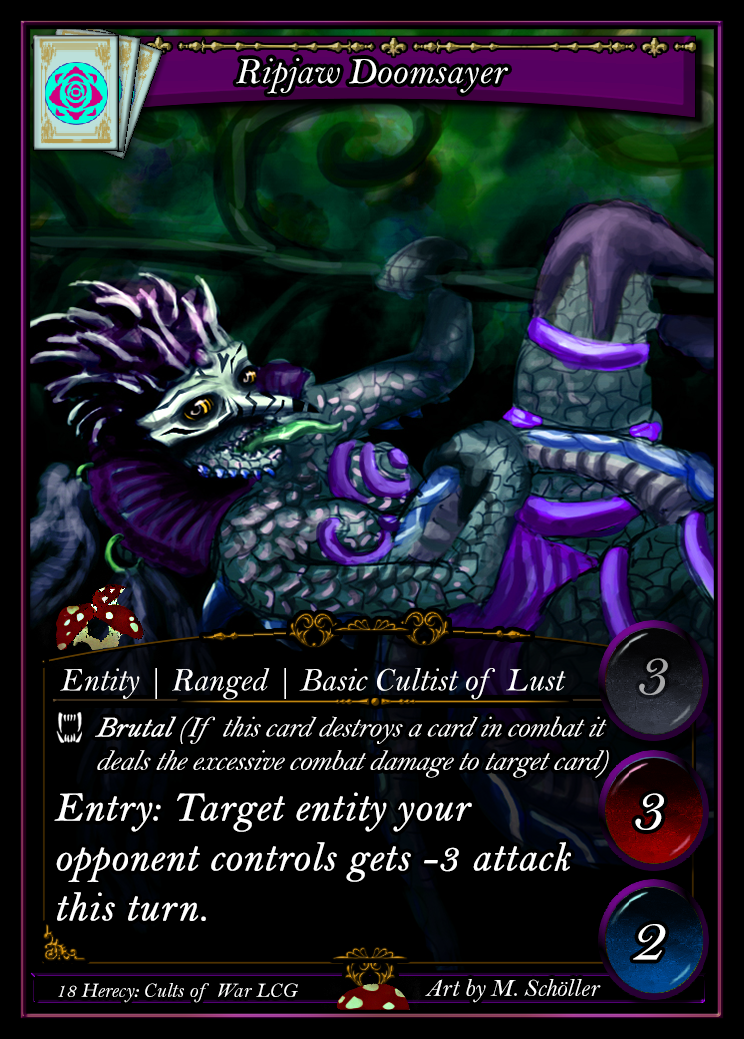 Ripjaw Doomsayer
Entity | Ranged | Basic Cultist of Lust
3
Brutal (If this card destroys a card in combat it
deals the excessive combat damage to target card)
3
Entry: Target entity your
opponent controls gets -3 attack
this turn.
2
18 Herecy: Cults of War LCG
Art by M. Schöller